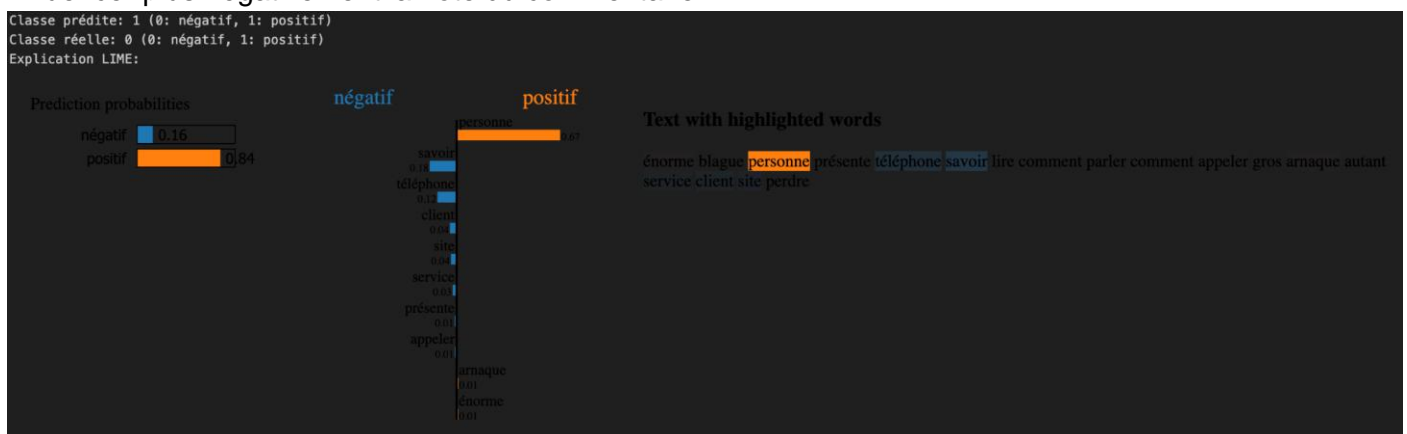 Classe prédite: 1 (0: négatif, 1: positif)
Classe réelle: 0 (0: négatif, 1: positif)
Explication LIME:
Prediction probabilities
négatif 0.16
positif 0.84
négatif positif
personne
0.67
savoir
0.18
téléphone
0.12
client
0.04
site
0.04
service
0.03
présente
0.01
appeler
0.01
arnaque
0.01
énorme
0.01
Text with highlighted words
énorme blague personne présente téléphone savoir lire comment parler comment appeler gros arnaque autant
service client site perdre